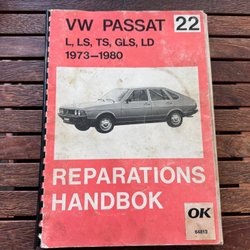 VW PASSAT 22
L, LS, TS, GLS, LD
1973–1980
REPARATIONS
HANDBOK
OK
64813